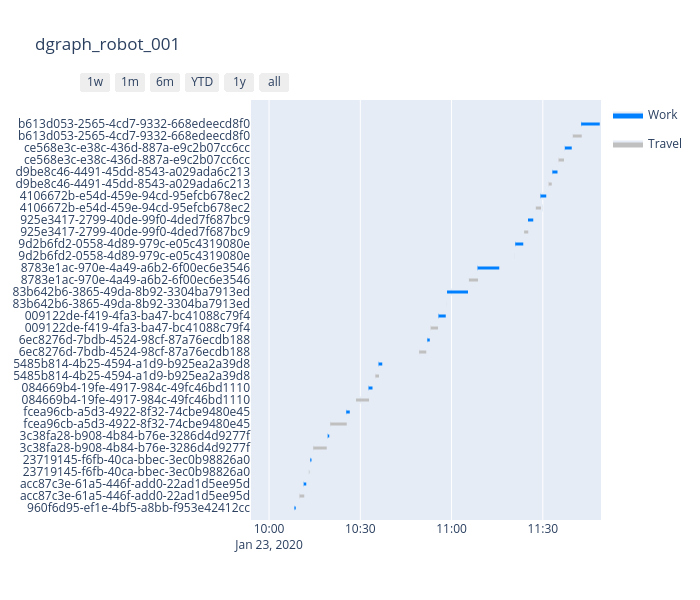 dgraph_robot_001
1w 1m 6m YTD 1y all
Work
Travel
b613d053-2565-4cd7-9332-668edeecd8f0
b613d053-2565-4cd7-9332-668edeecd8f0
ce568e3c-e38c-436d-887a-e9c2b07cc6cc
ce568e3c-e38c-436d-887a-e9c2b07cc6cc
d9be8c46-4491-45dd-8543-a029ada6c213
d9be8c46-4491-45dd-8543-a029ada6c213
4106672b-e54d-459e-94cd-95efcb678ec2
4106672b-e54d-459e-94cd-95efcb678ec2
925e3417-2799-40de-99f0-4ded7f687bc9
925e3417-2799-40de-99f0-4ded7f687bc9
9d2b6fd2-0558-4d89-979c-e05c4319080e
9d2b6fd2-0558-4d89-979c-e05c4319080e
8783e1ac-970e-4a49-a6b2-6f00ec6e3546
8783e1ac-970e-4a49-a6b2-6f00ec6e3546
83b642b6-3865-49da-8b92-3304ba7913ed
83b642b6-3865-49da-8b92-3304ba7913ed
009122de-f419-4fa3-ba47-bc41088c79f4
009122de-f419-4fa3-ba47-bc41088c79f4
6ec8276d-7bdb-4524-98cf-87a76ecdb188
6ec8276d-7bdb-4524-98cf-87a76ecdb188
5485b814-4b25-4594-a1d9-b925ea2a39d8
5485b814-4b25-4594-a1d9-b925ea2a39d8
084669b4-19fe-4917-984c-49fc46bd1110
084669b4-19fe-4917-984c-49fc46bd1110
fcea96cb-a5d3-4922-8f32-74cbe9480e45
fcea96cb-a5d3-4922-8f32-74cbe9480e45
3c38fa28-b908-4b84-b76e-3286d4d9277f
3c38fa28-b908-4b84-b76e-3286d4d9277f
23719145-f6fb-40ca-bbec-3ec0b98826a0
23719145-f6fb-40ca-bbec-3ec0b98826a0
acc87c3e-61a5-446f-add0-22ad1d5ee95d
acc87c3e-61a5-446f-add0-22ad1d5ee95d
960f6d95-ef1e-4bf5-a8bb-f953e42412cc
10:00 10:30 11:00 11:30
Jan 23, 2020